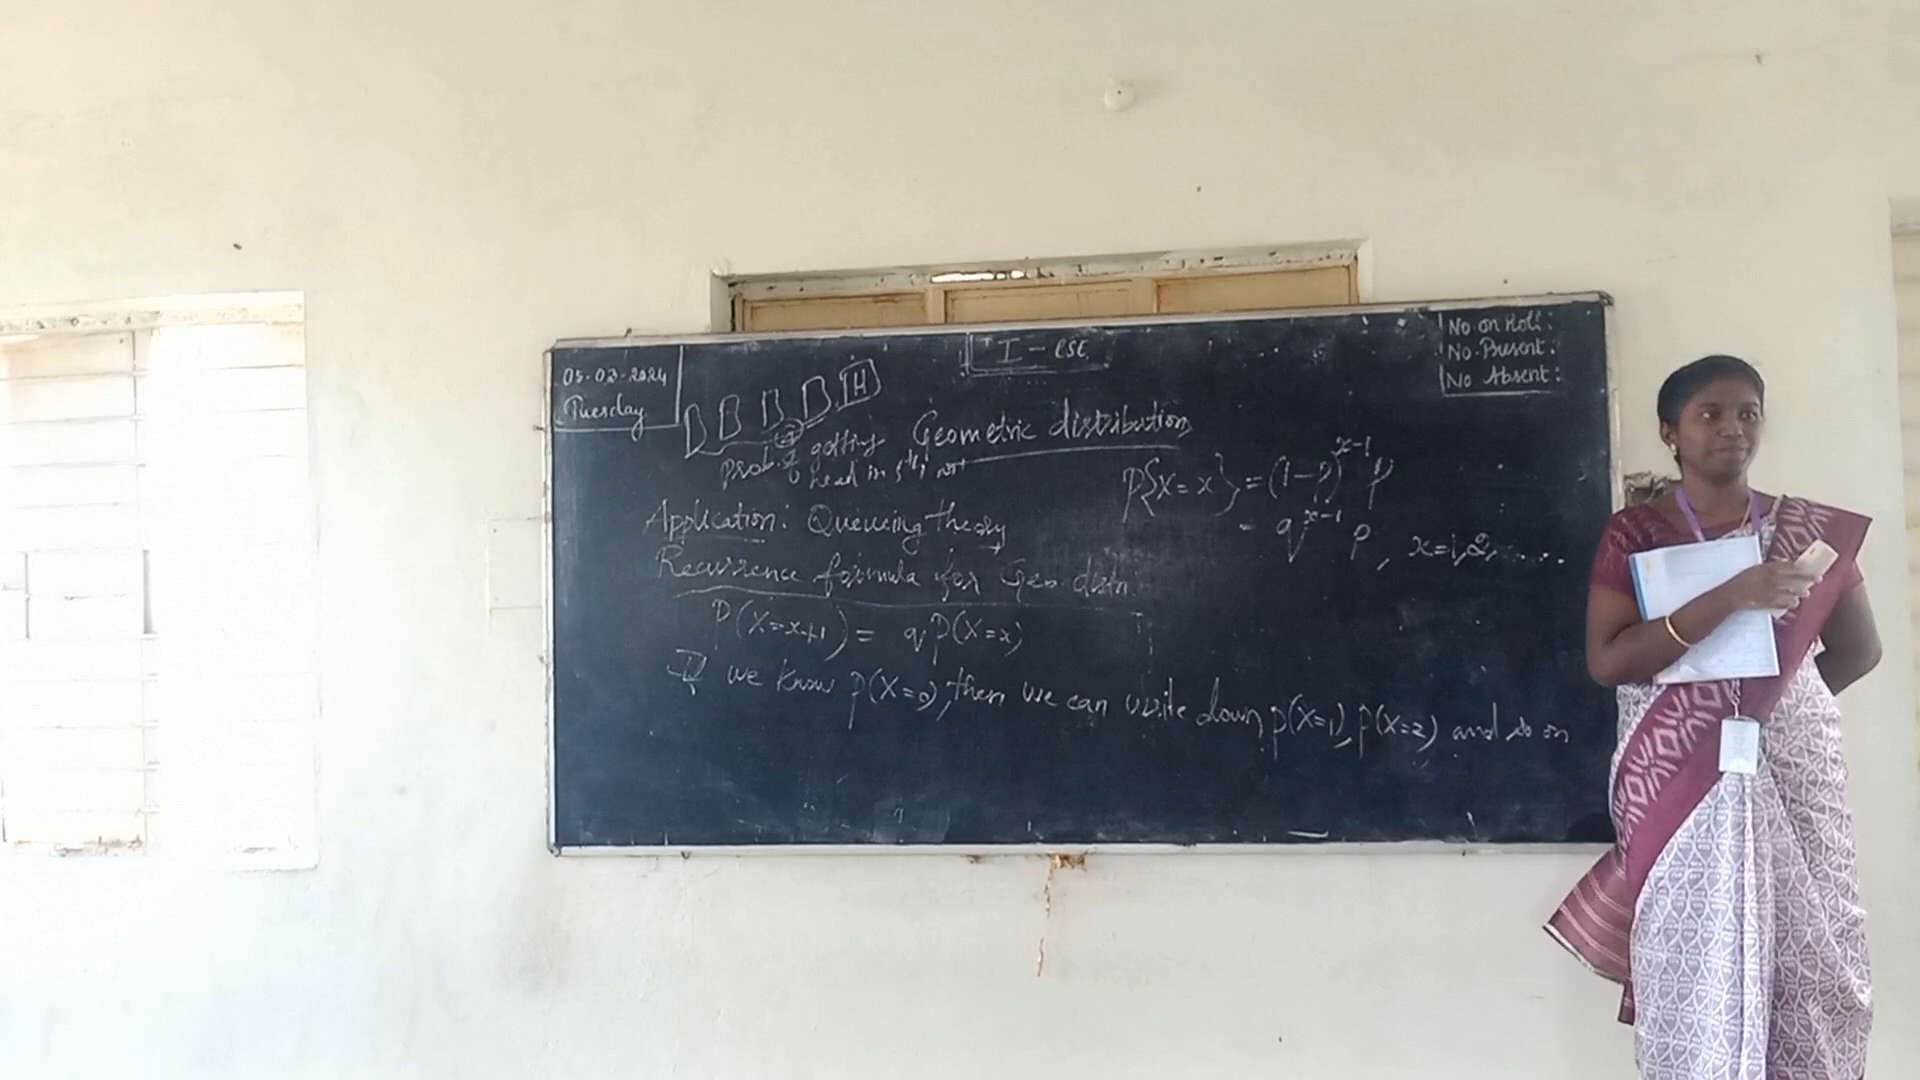 05-03-2024
Tuesday
I - CSE
No. on Roll:
No. Present:
No. Absent:
H
Geometric distribution
Prob. of getting
head in 5th
P{X=x} = (1-p)^{x-1} p
= q^{x-1} p, x=1,2,.....
Application: Queueing theory
Recurrence formula for Geo. distn.
P(X=x+1) = qP(X=x)
If we know P(X=0), then we can write down P(X=1), P(X=2) and so on